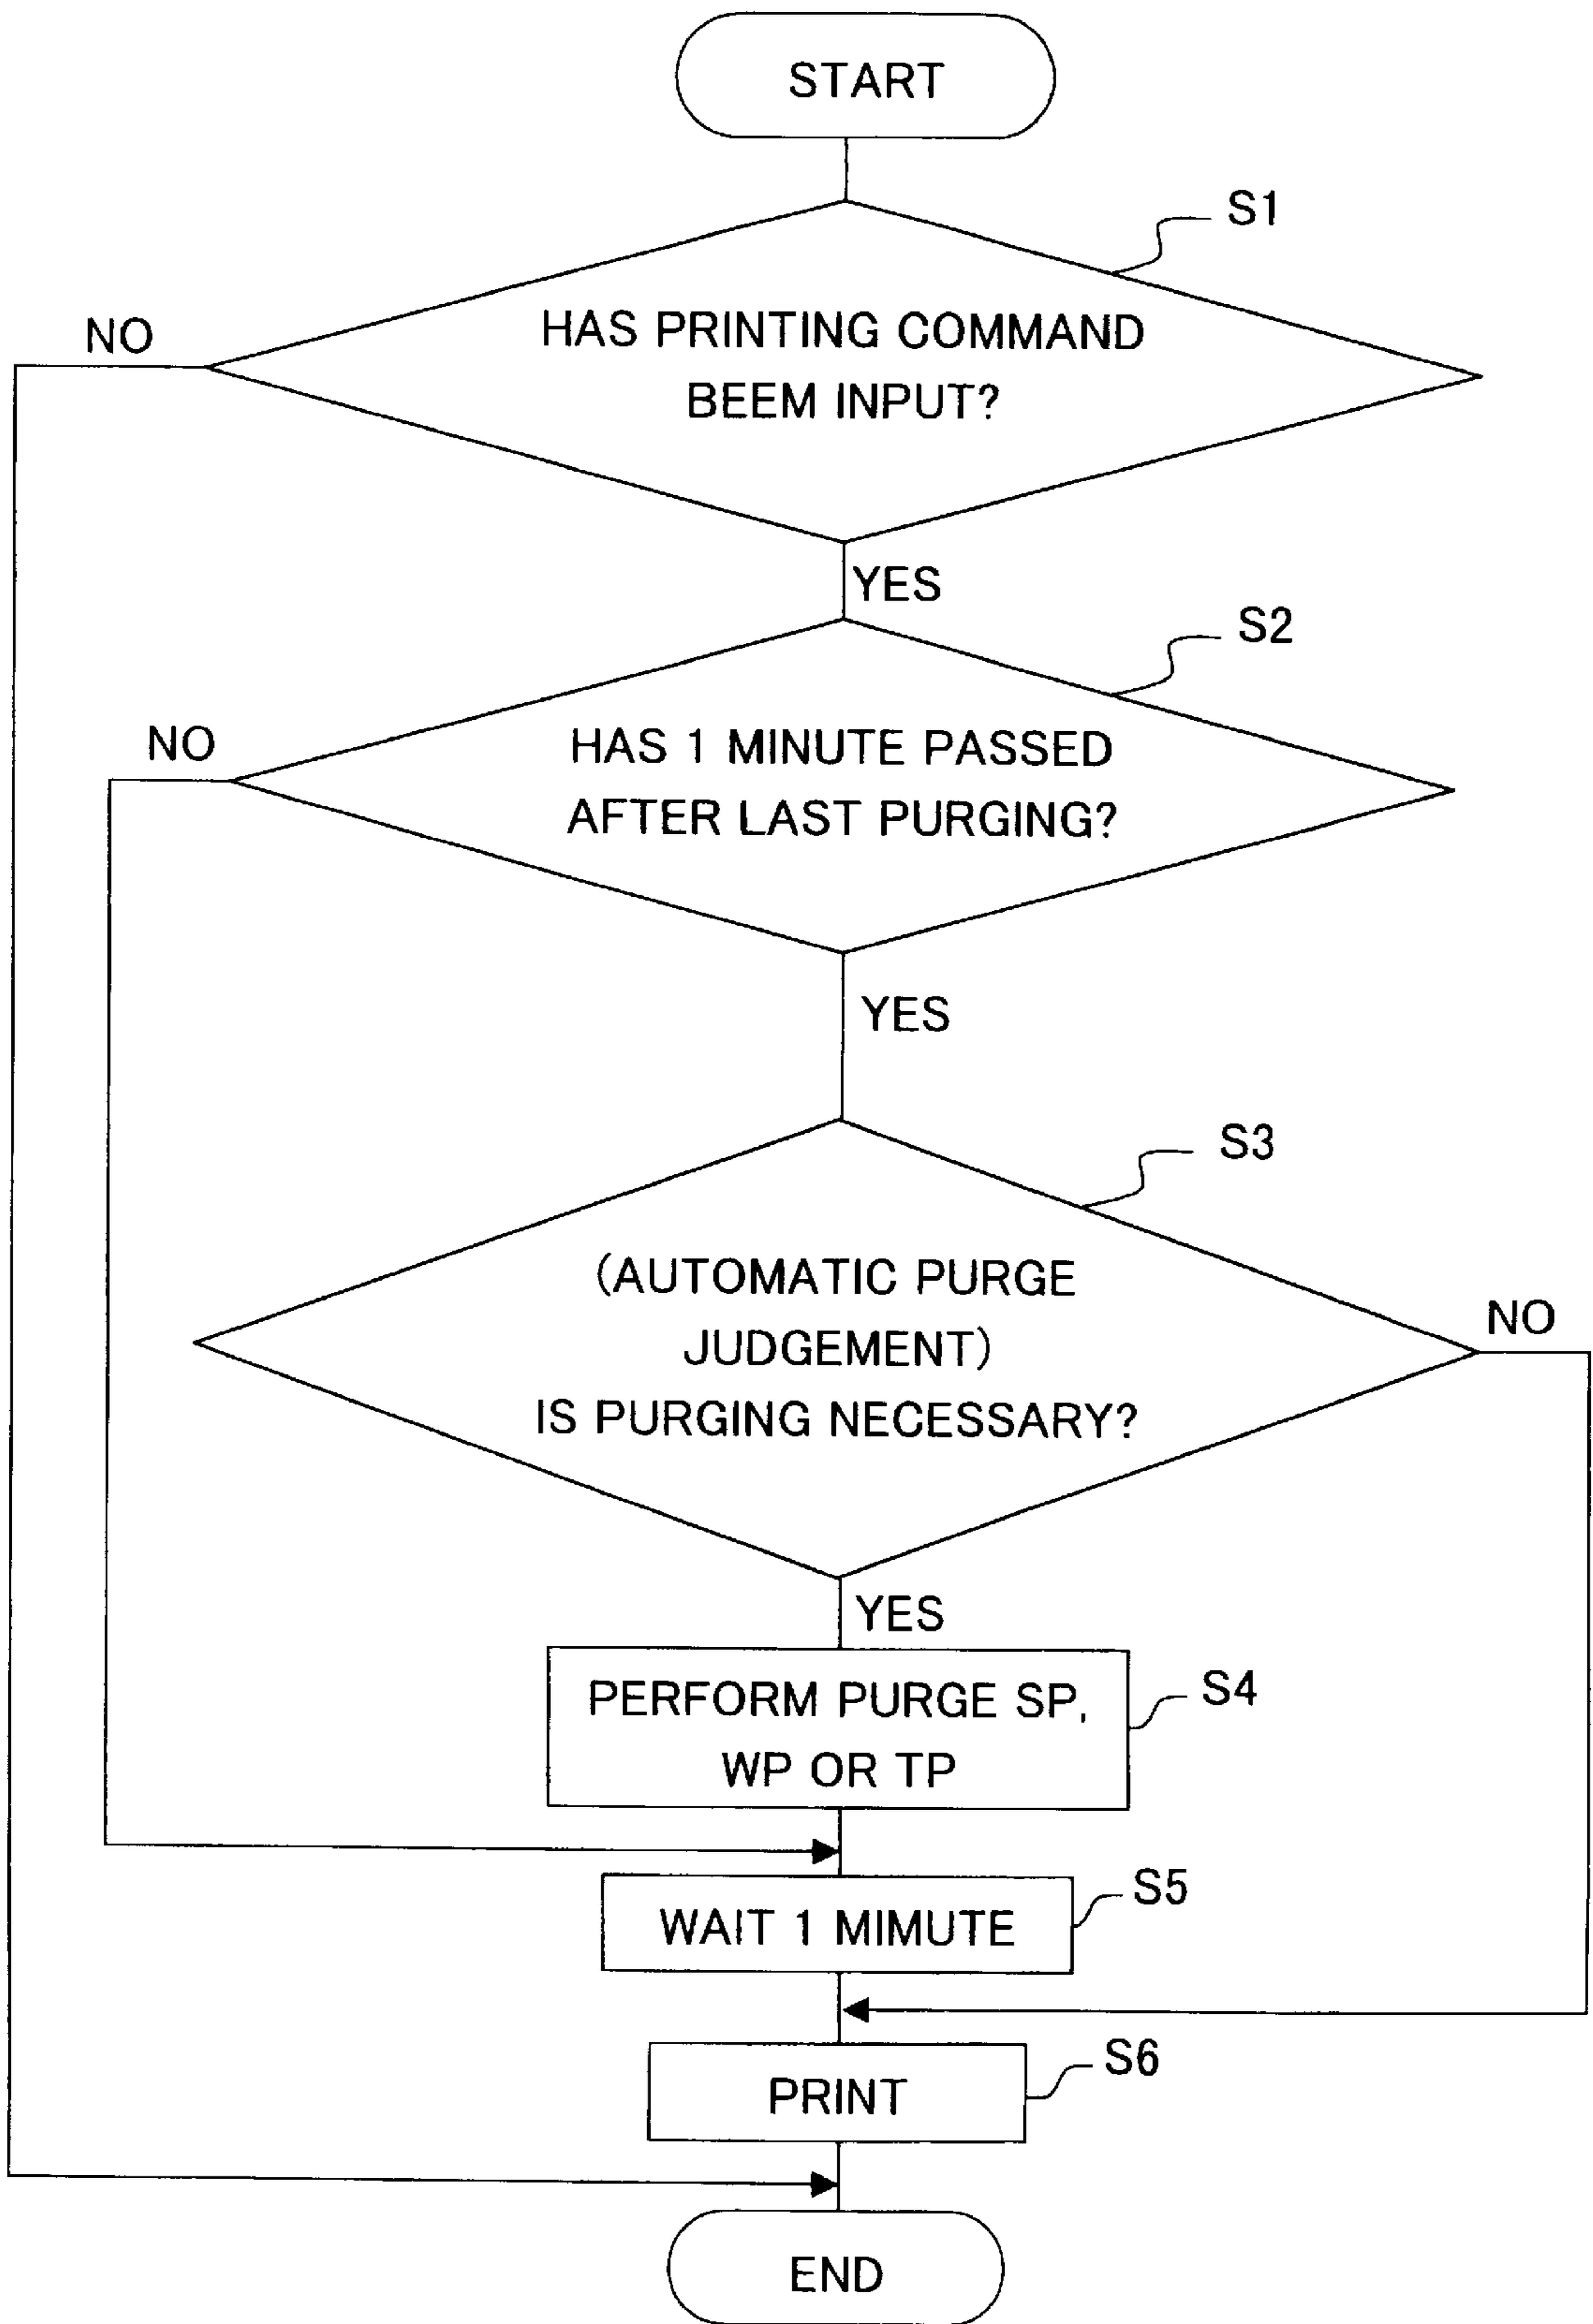 START
S1
NO
HAS PRINTING COMMAND
BEEM INPUT?
YES
S2
NO
HAS 1 MINUTE PASSED
AFTER LAST PURGING?
YES
S3
(AUTOMATIC PURGE
JUDGEMENT)
IS PURGING NECESSARY?
NO
YES
PERFORM PURGE SP,
WP OR TP
S4
WAIT 1 MIMUTE
S5
PRINT
S6
END